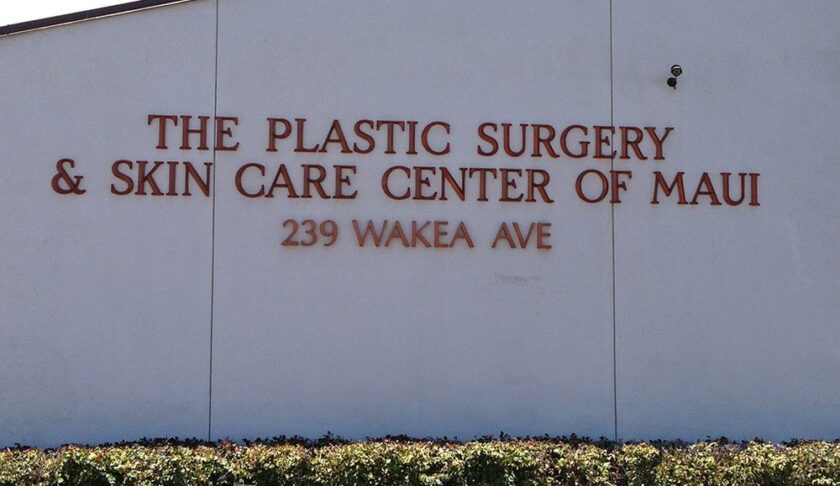 THE PLASTIC SURGERY
& SKIN CARE CENTER OF MAUI
239 WAKEA AVE